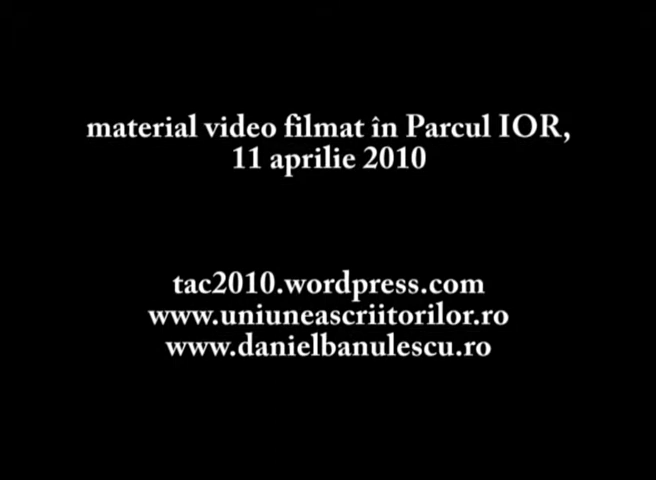 material video filmat în Parcul IOR,
11 aprilie 2010
tac2010.wordpress.com
www.uniuneascriitorilor.ro
www.danielbanulescu.ro